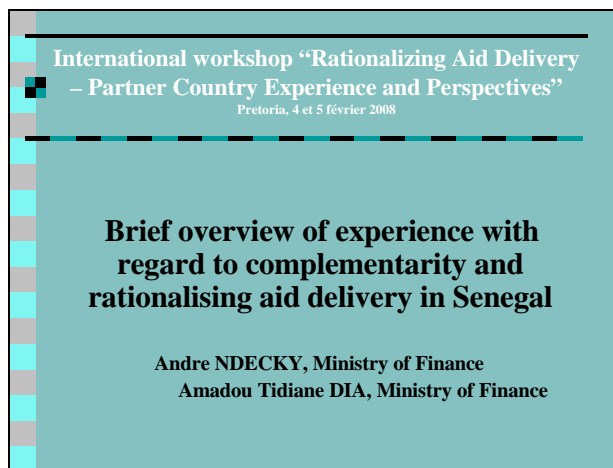 International workshop “Rationalizing Aid Delivery
– Partner Country Experience and Perspectives”
Pretoria, 4 et 5 février 2008
Brief overview of experience with
regard to complementarity and
rationalising aid delivery in Senegal
Andre NDECKY, Ministry of Finance
Amadou Tidiane DIA, Ministry of Finance